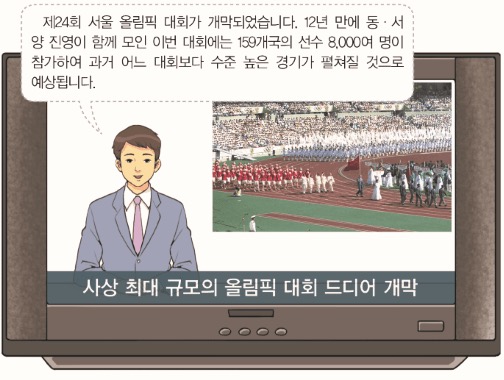 제24회 서울 올림픽 대회가 개막되었습니다. 12년 만에 동·서
양 진영이 함께 모인 이번 대회에는 159개국의 선수 8,000여 명이
참가하여 과거 어느 대회보다 수준 높은 경기가 펼쳐질 것으로
예상됩니다.
사상 최대 규모의 올림픽 대회 드디어 개막